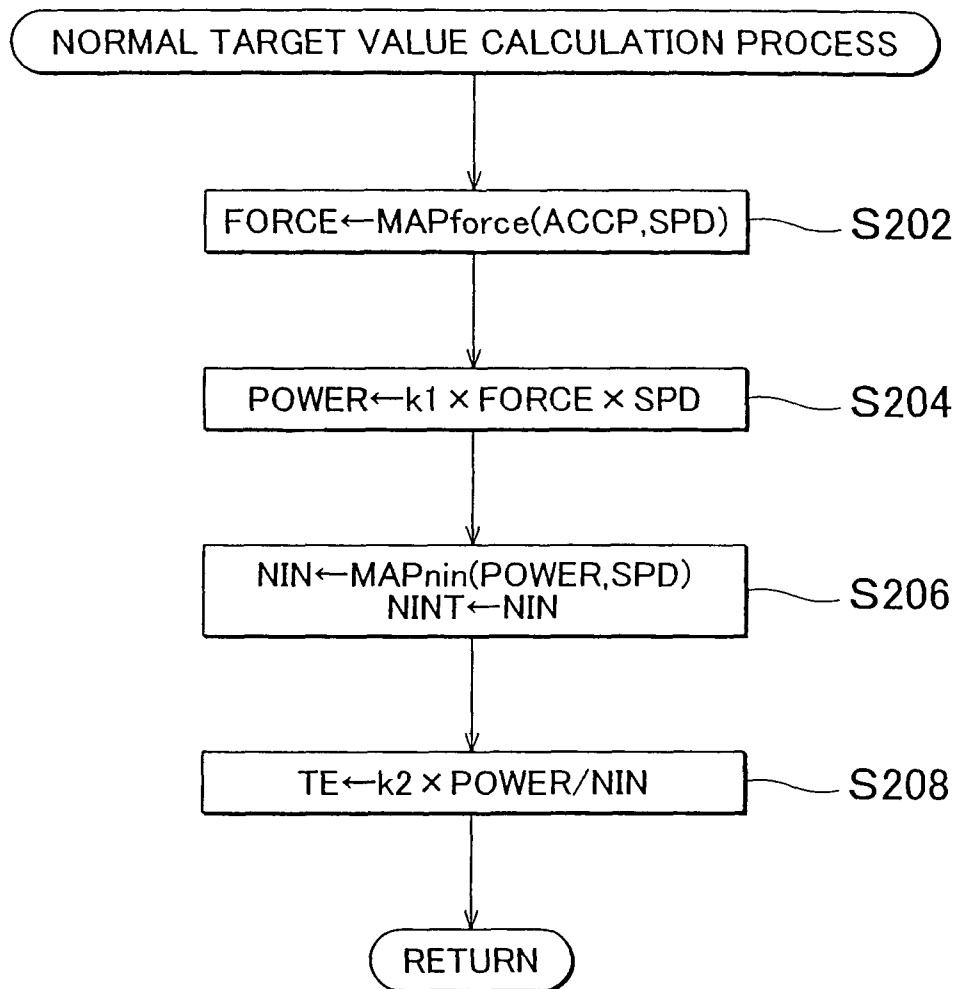 NORMAL TARGET VALUE CALCULATION PROCESS
FORCE←MAPforce(ACCP,SPD)
S202
POWER←k1×FORCE×SPD
S204
NIN←MAPnin(POWER,SPD)
NINT←NIN
S206
TE←k2×POWER/NIN
S208
RETURN